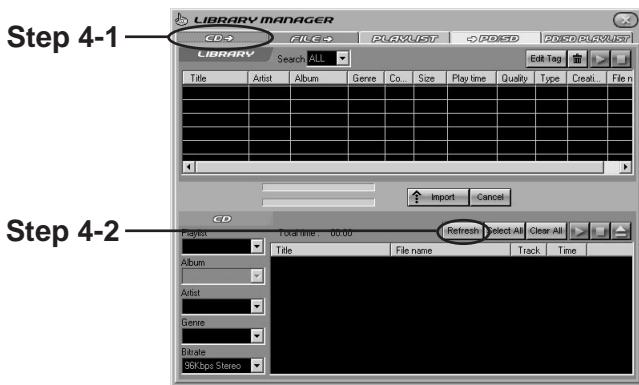 LIBRARY MANAGER
Step 4-1
CD FILE PLAYLIST PD/SD PD/SD PLAYLIST
LIBRARY Search ALL Edit Tag
Title Artist Album Genre Co... Size Play time Quality Type Creati... File n
Import Cancel
CD
Step 4-2
Playlist Total time : 00:00 Refresh Select All Clear All
Title File name Track Time
Album
Artist
Genre
Bitrate
96Kbps Stereo